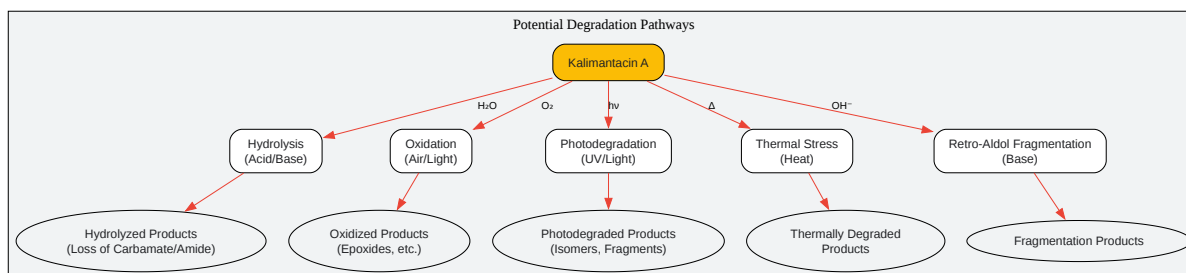 Potential Degradation Pathways
Kalimantacin A
H₂O
O₂
hν
Δ
OH⁻
Hydrolysis
(Acid/Base)
Oxidation
(Air/Light)
Photodegradation
(UV/Light)
Thermal Stress
(Heat)
Retro-Aldol Fragmentation
(Base)
Hydrolyzed Products
(Loss of Carbamate/Amide)
Oxidized Products
(Epoxides, etc.)
Photodegraded Products
(Isomers, Fragments)
Thermally Degraded
Products
Fragmentation Products